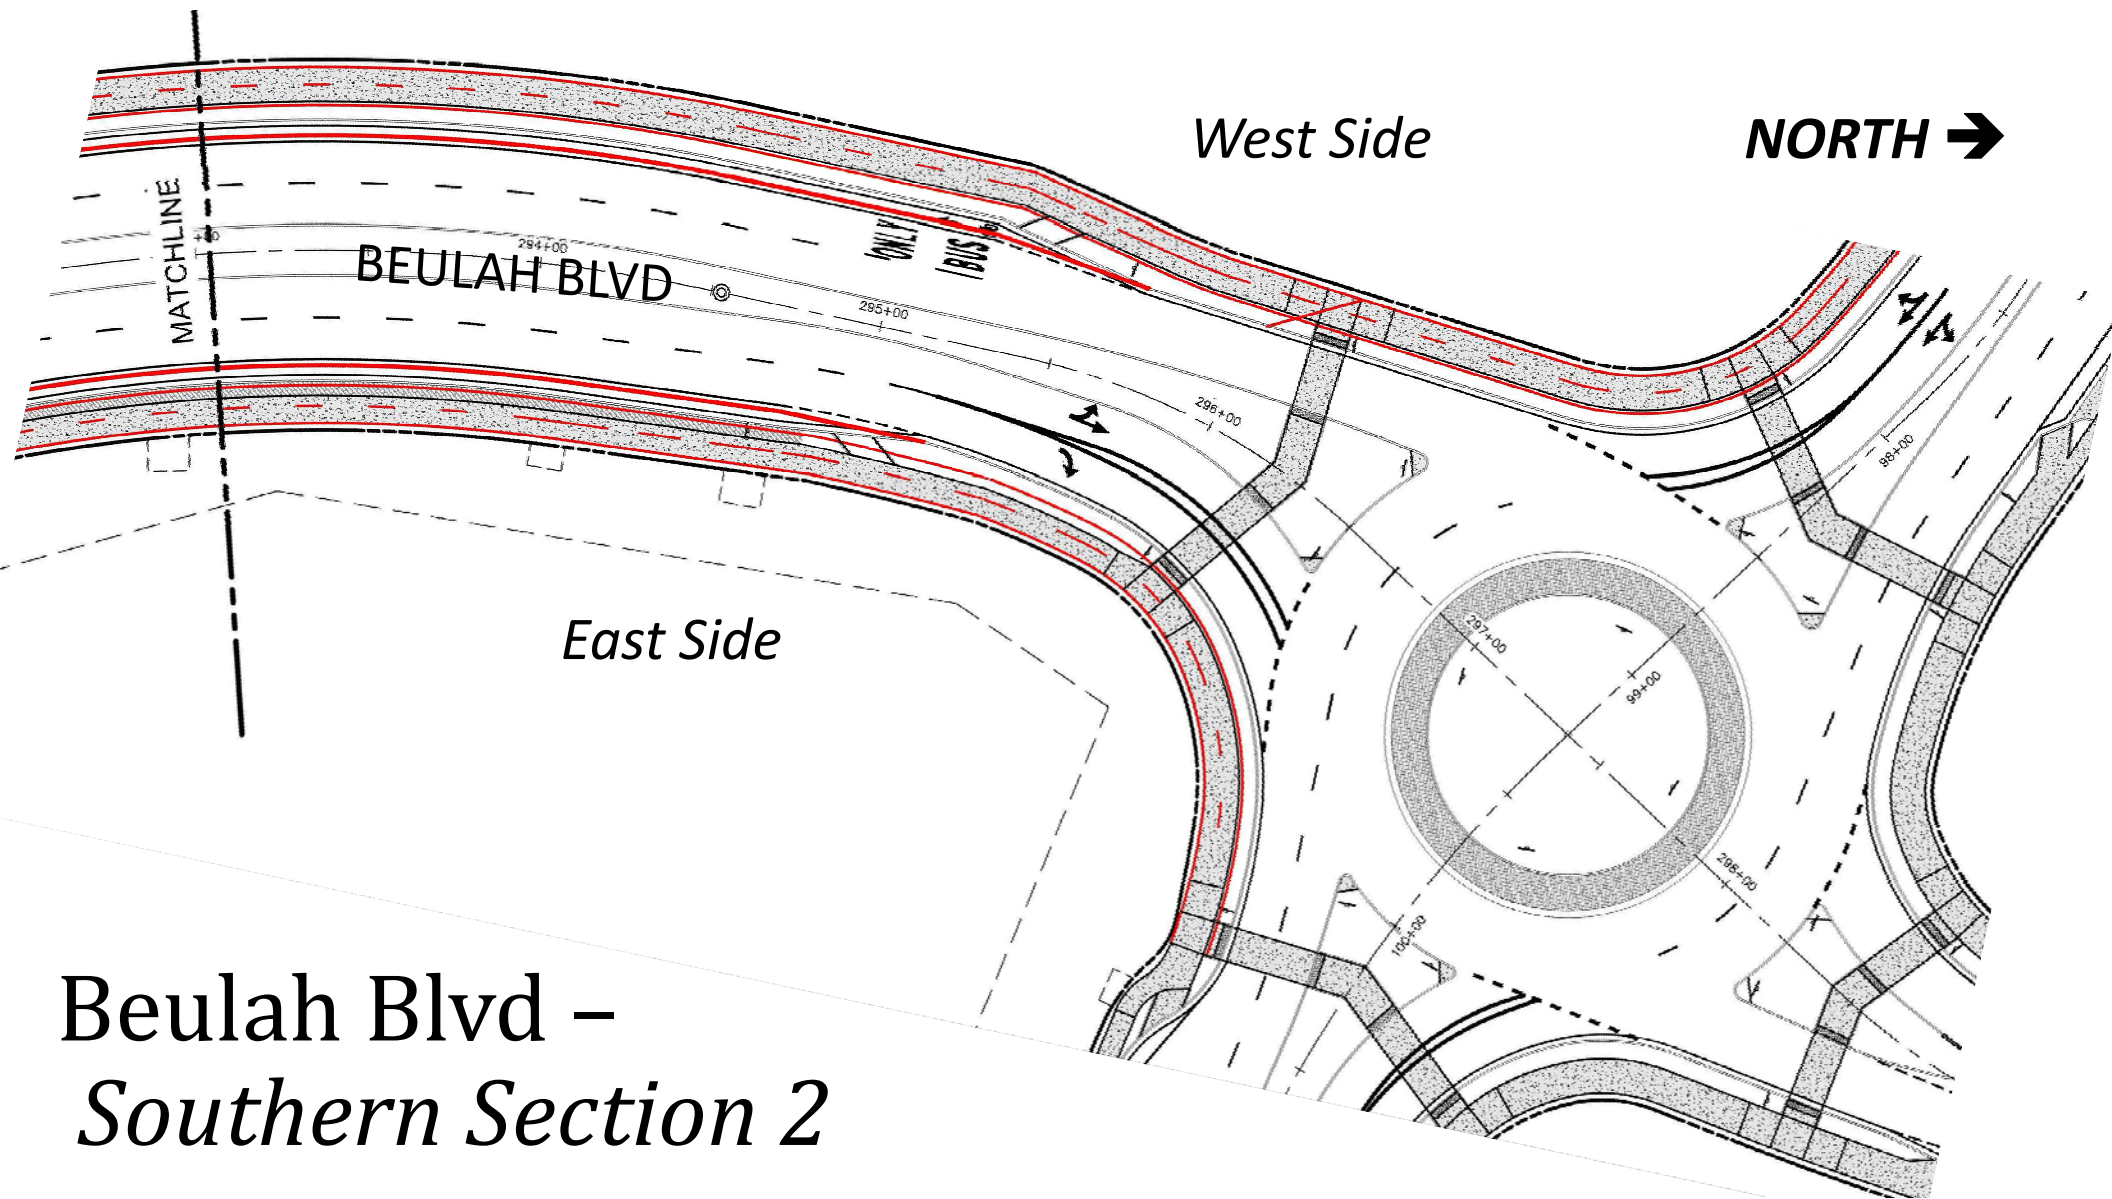 West Side
NORTH
MATCHLINE
+00
294+00
BEULAH BLVD
ONLY
BUS
295+00
296+00
98+00
East Side
297+00
99+00
298+00
100+00
Beulah Blvd –
Southern Section 2